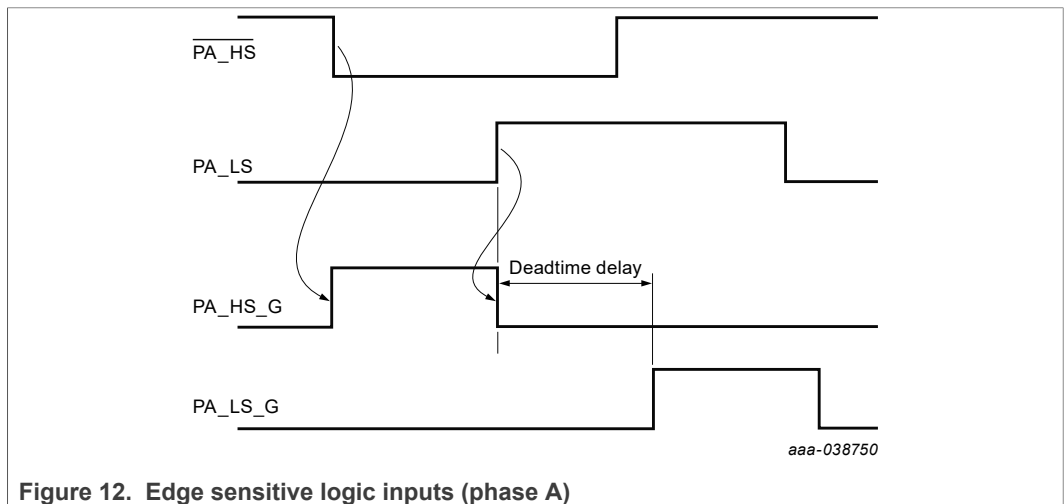 PA_HS
PA_LS
Deadtime delay
PA_HS_G
PA_LS_G
aaa-038750
Figure 12. Edge sensitive logic inputs (phase A)